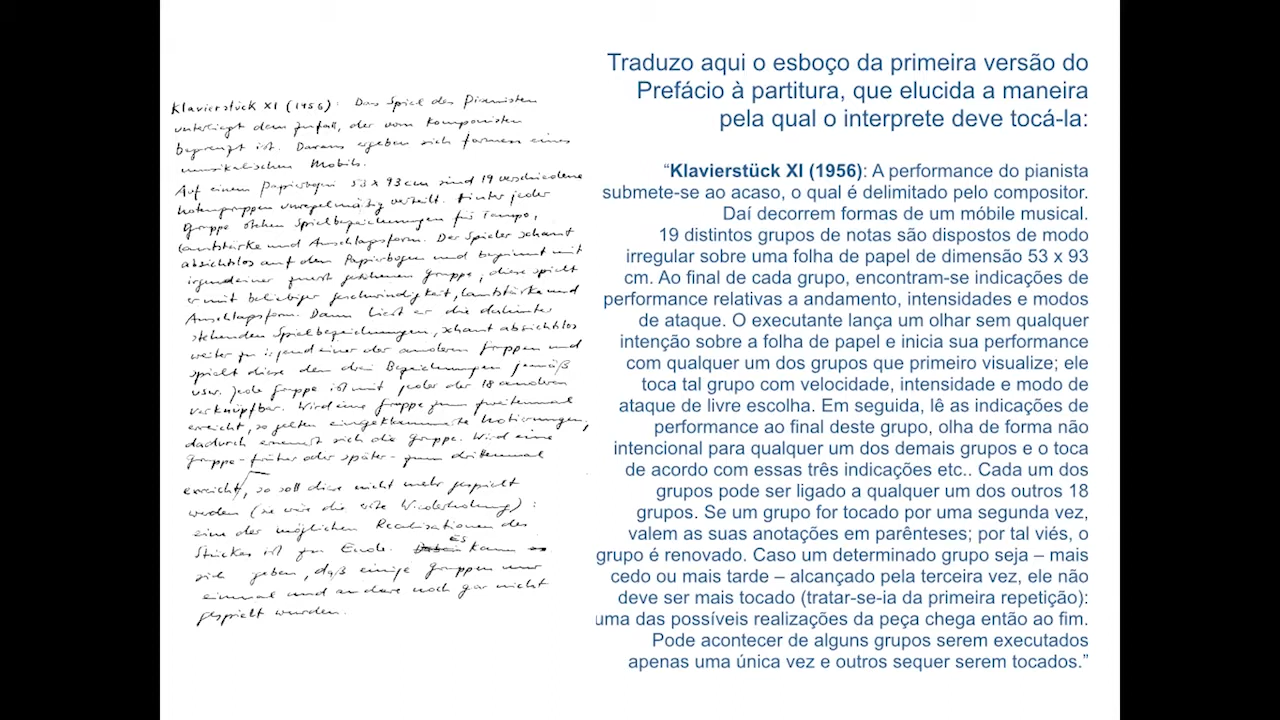 Klavierstück XI (1956): Das Spiel des Pianisten
unterliegt dem Zufall, der vom Komponisten
begrenzt ist. Daraus ergeben sich Formen eines
musikalischen Mobils.
Auf einem Papierbogen 53 x 93 cm sind 19 verschiedene
Notengruppen unregelmäßig verteilt. Hinter jeder
Gruppe stehen Spielbezeichnungen für Tempo,
Lautstärke und Anschlagsform. Der Spieler schaut
absichtslos auf den Papierbogen und beginnt mit
irgendeiner zuerst gesehenen Gruppe, diese spielt
er mit beliebiger Geschwindigkeit, Lautstärke und
Anschlagsform. Dann liest er die dahinter
stehenden Spielbezeichnungen, schaut absichtslos
weiter zu irgend einer der anderen Gruppen und
spielt diese den drei Bezeichnungen gemäß
usw. Jede Gruppe ist mit jeder der 18 anderen
verknüpfbar. Wird eine Gruppe zum zweitenmal
erreicht, so gelten eingeklammerte Notierungen,
dadurch erneuert sich die Gruppe. Wird eine
Gruppe - früher oder später - zum drittenmal
erreicht, so soll diese nicht mehr gespielt
werden (sie wäre die erste Wiederholung):
eine der möglichen Realisationen des
Stückes ist zu Ende. Es kann
sich geben, daß einige Gruppen nur
einmal und andere noch gar nicht
gespielt wurden.
Traduzo aqui o esboço da primeira versão do
Prefácio à partitura, que elucida a maneira
pela qual o interprete deve tocá-la:
“Klavierstück XI (1956): A performance do pianista
submete-se ao acaso, o qual é delimitado pelo compositor.
Daí decorrem formas de um móbile musical.
19 distintos grupos de notas são dispostos de modo
irregular sobre uma folha de papel de dimensão 53 x 93
cm. Ao final de cada grupo, encontram-se indicações de
performance relativas a andamento, intensidades e modos
de ataque. O executante lança um olhar sem qualquer
intenção sobre a folha de papel e inicia sua performance
com qualquer um dos grupos que primeiro visualize; ele
toca tal grupo com velocidade, intensidade e modo de
ataque de livre escolha. Em seguida, lê as indicações de
performance ao final deste grupo, olha de forma não
intencional para qualquer um dos demais grupos e o toca
de acordo com essas três indicações etc.. Cada um dos
grupos pode ser ligado a qualquer um dos outros 18
grupos. Se um grupo for tocado por uma segunda vez,
valem as suas anotações em parênteses; por tal viés, o
grupo é renovado. Caso um determinado grupo seja – mais
cedo ou mais tarde – alcançado pela terceira vez, ele não
deve ser mais tocado (tratar-se-ia da primeira repetição):
uma das possíveis realizações da peça chega então ao fim.
Pode acontecer de alguns grupos serem executados
apenas uma única vez e outros sequer serem tocados.”